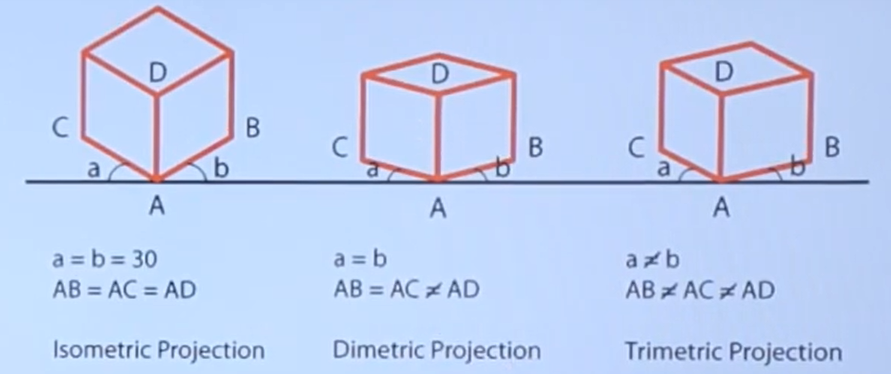 D
C
B
a
b
A
a = b = 30
AB = AC = AD
Isometric Projection
D
C
B
a
b
A
a = b
AB = AC ≠ AD
Dimetric Projection
D
C
B
a
b
A
a ≠ b
AB ≠ AC ≠ AD
Trimetric Projection